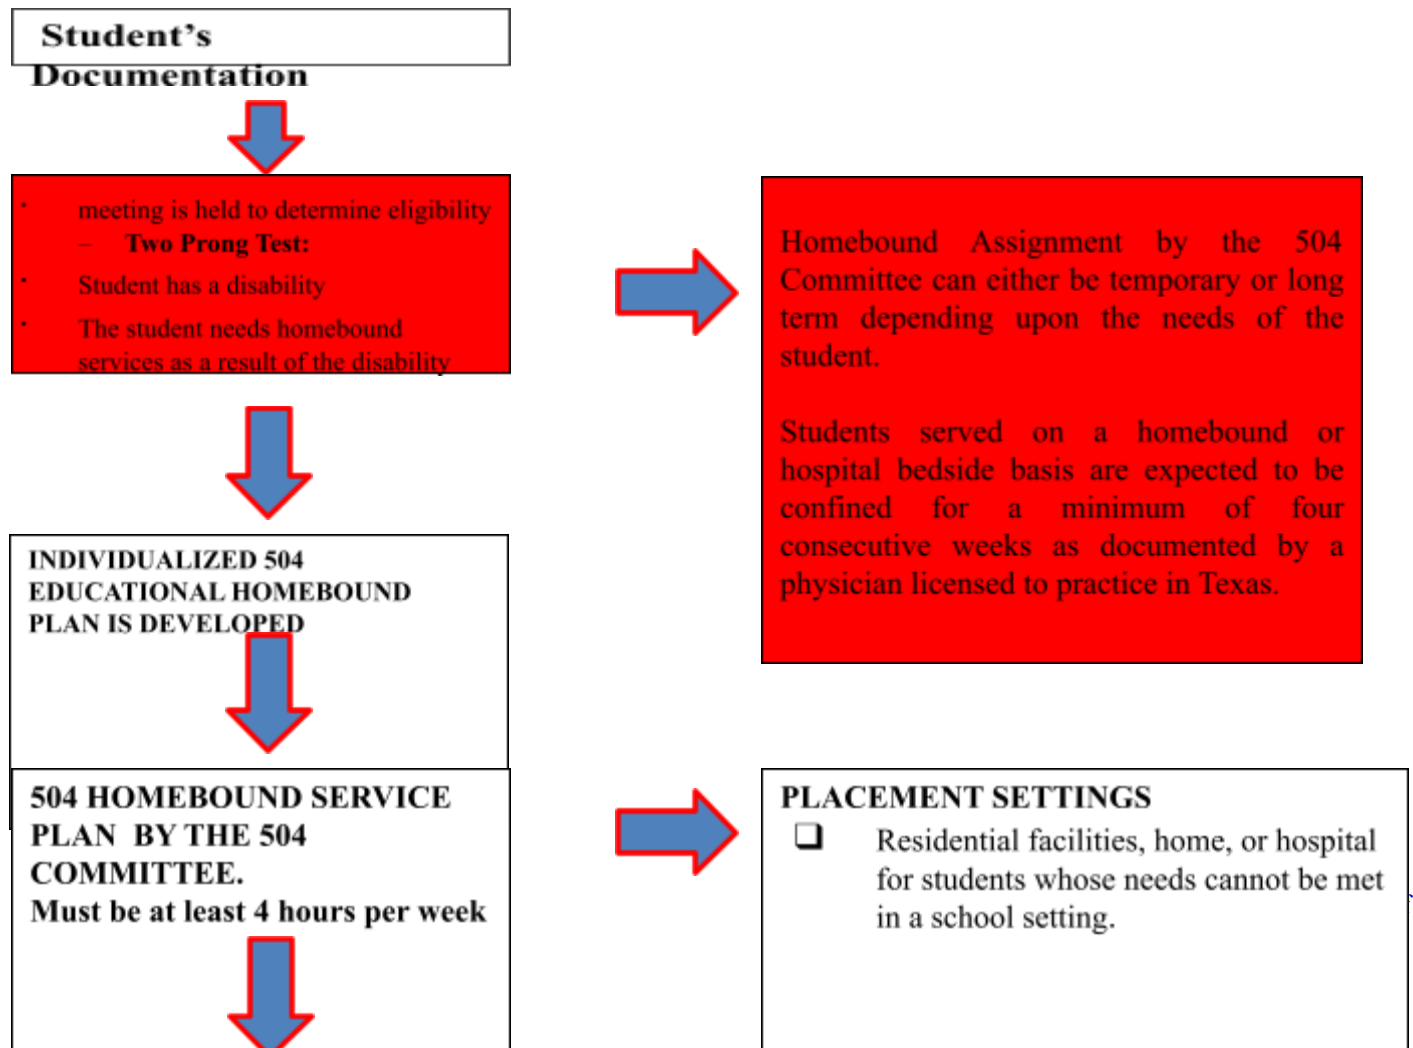 Student’s
Documentation
· meeting is held to determine eligibility
– Two Prong Test:
· Student has a disability
· The student needs homebound
services as a result of the disability
Homebound Assignment by the 504
Committee can either be temporary or long
term depending upon the needs of the
student.
Students served on a homebound or
hospital bedside basis are expected to be
confined for a minimum of four
consecutive weeks as documented by a
physician licensed to practice in Texas.
INDIVIDUALIZED 504
EDUCATIONAL HOMEBOUND
PLAN IS DEVELOPED
504 HOMEBOUND SERVICE
PLAN BY THE 504
COMMITTEE.
Must be at least 4 hours per week
PLACEMENT SETTINGS
❑ Residential facilities, home, or hospital
for students whose needs cannot be met
in a school setting.